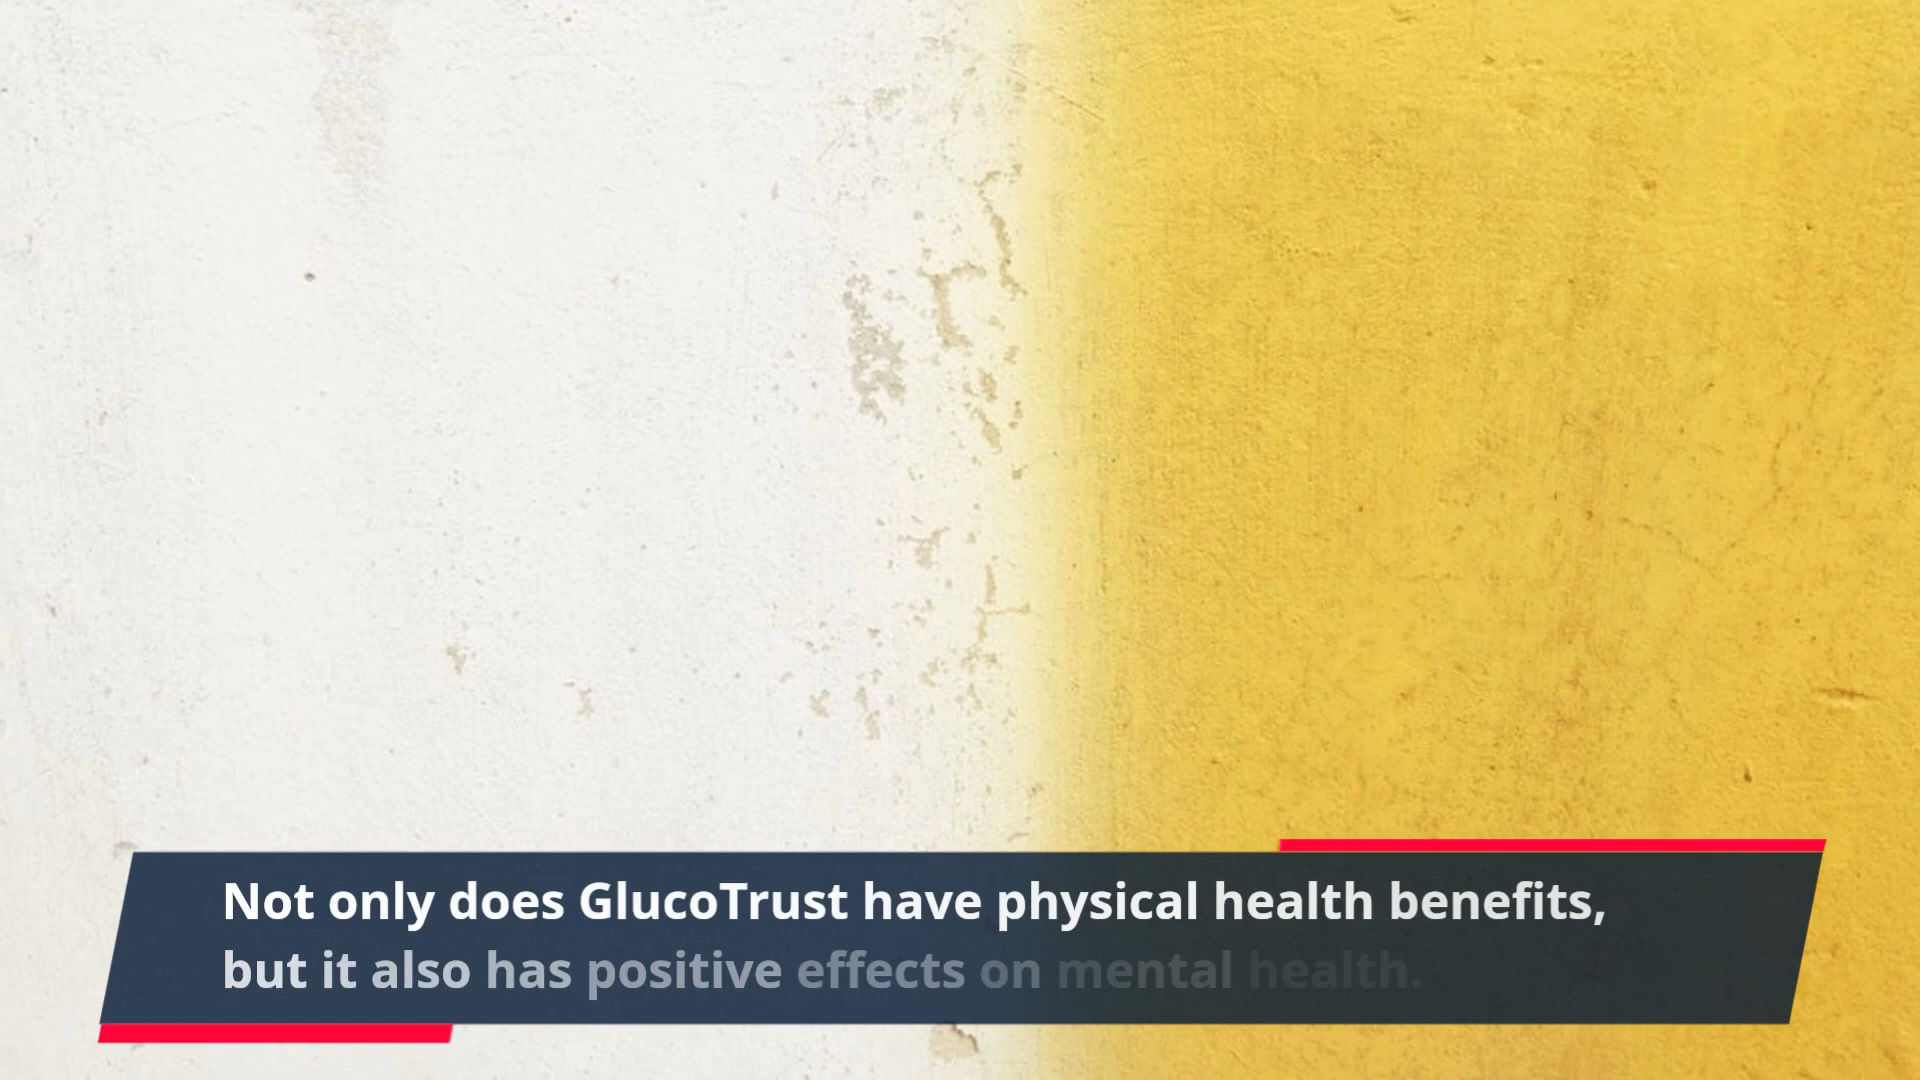 Not only does GlucoTrust have physical health benefits,
but it also has positive effects on mental health.